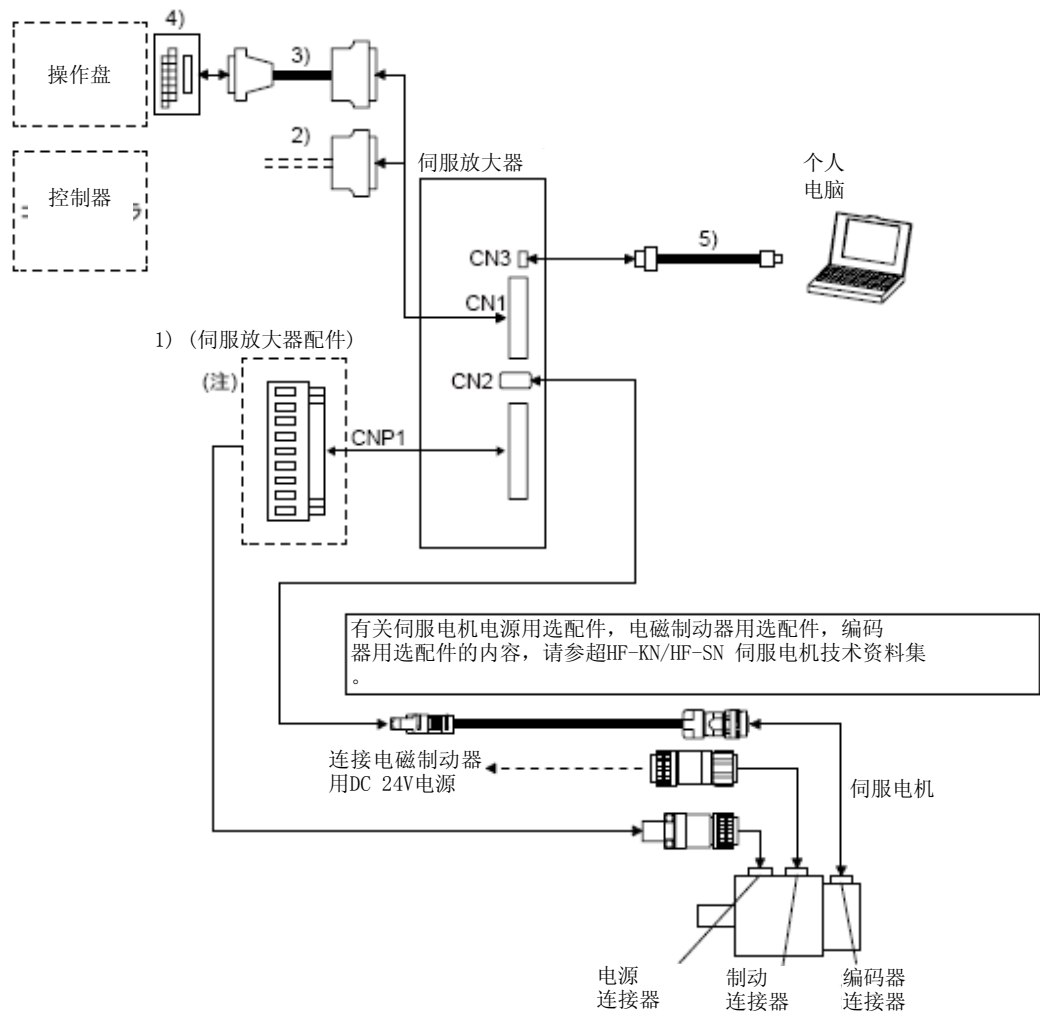 4)
操作盘
3)
2)
控制器
伺服放大器
个人
电脑
CN3
5)
CN1
1) (伺服放大器配件)
(注)
CN2
CNP1
有关伺服电机电源用选配件，电磁制动器用选配件，编码
器用选配件的内容，请参超HF-KN/HF-SN 伺服电机技术资料集
。
连接电磁制动器
用DC 24V电源
伺服电机
电源
连接器
制动
连接器
编码器
连接器